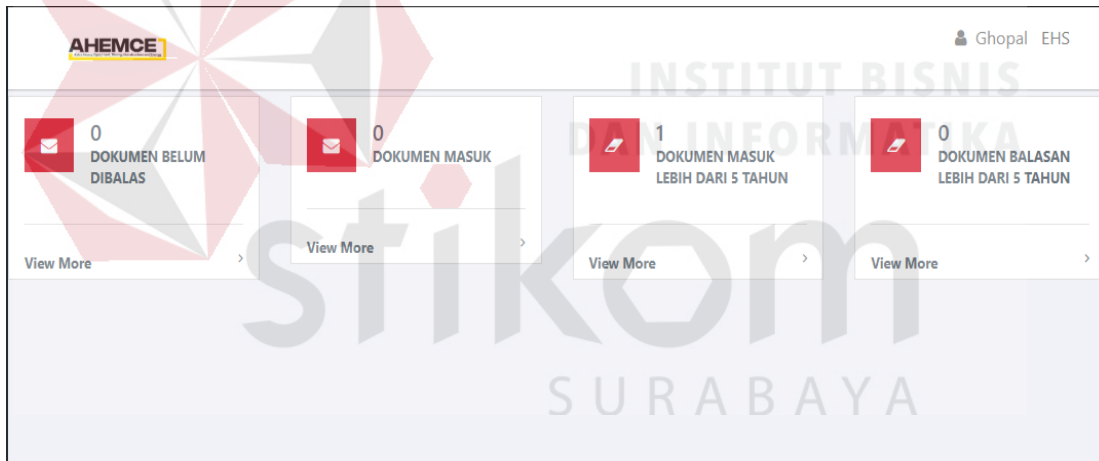 AHEMCE
Ghopal EHS
INSTITUT BISNIS
DAN INFORMATIKA
stikom
SURABAYA
0
DOKUMEN BELUM
DIBALAS
View More
0
DOKUMEN MASUK
View More
1
DOKUMEN MASUK
LEBIH DARI 5 TAHUN
View More
0
DOKUMEN BALASAN
LEBIH DARI 5 TAHUN
View More